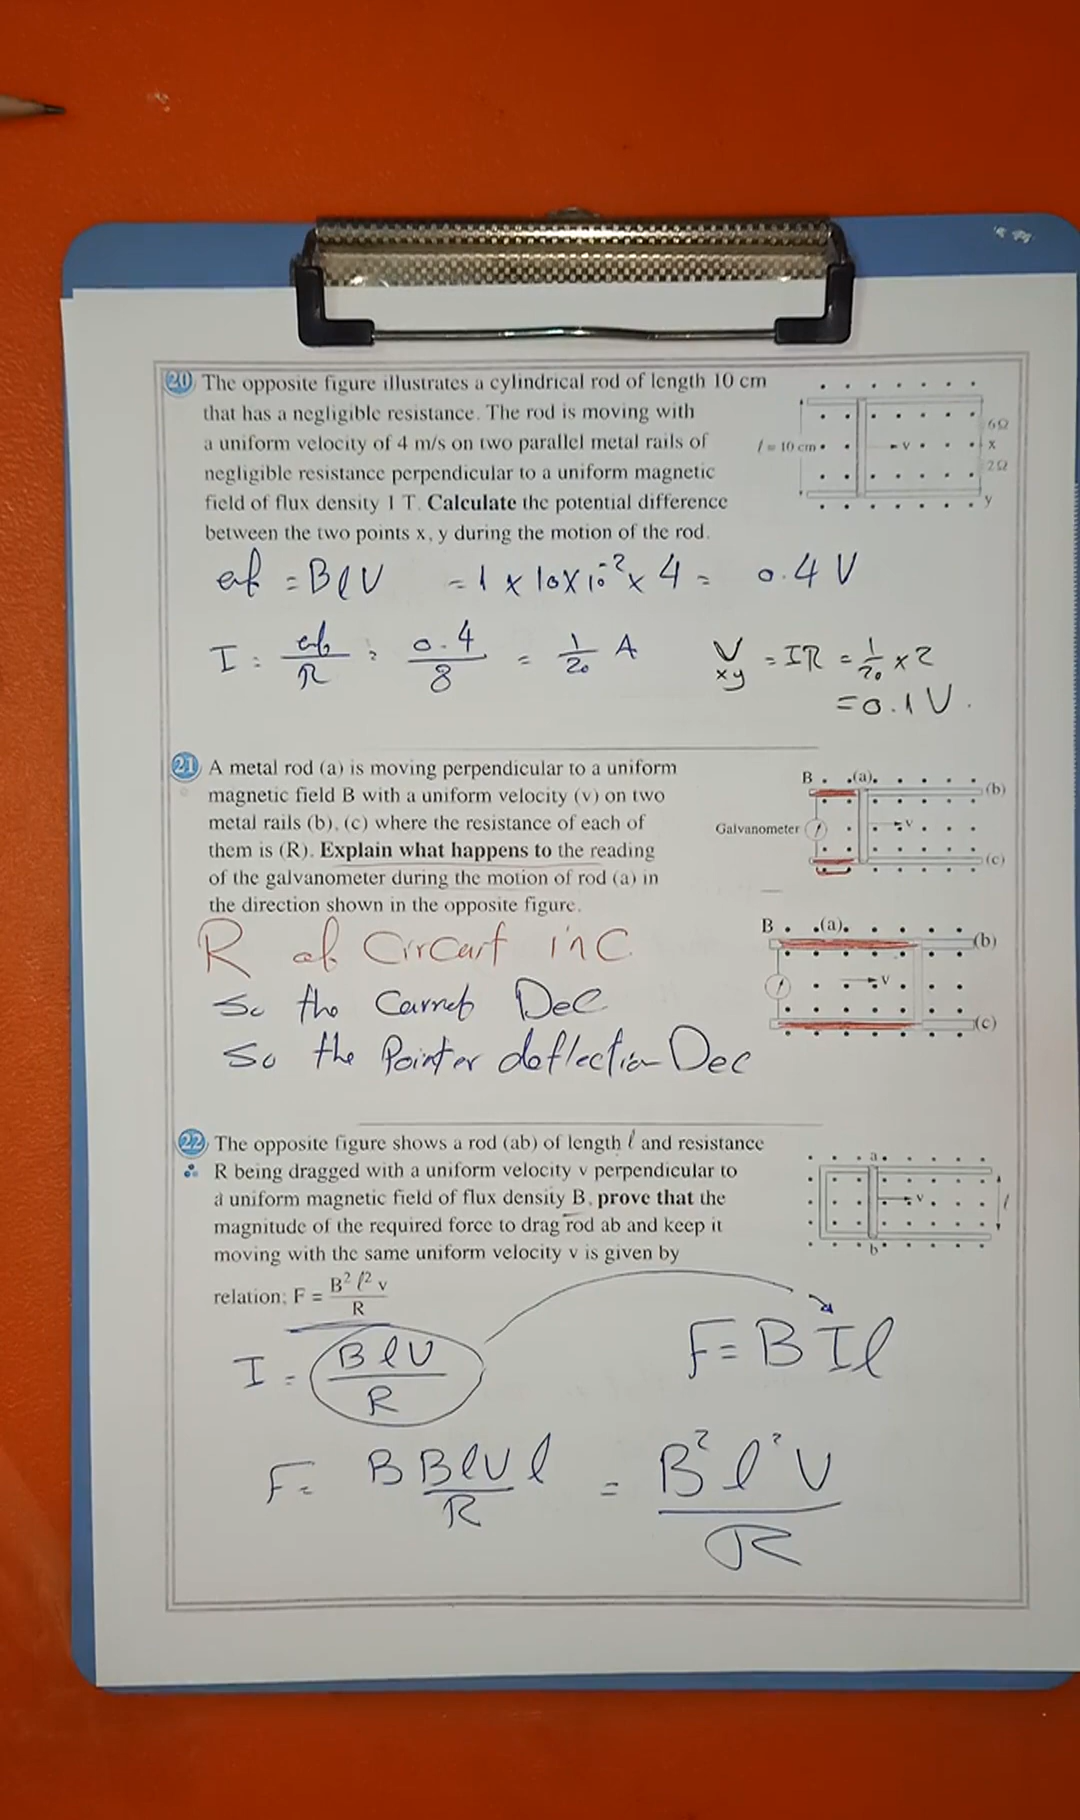 20 The opposite figure illustrates a cylindrical rod of length 10 cm
that has a negligible resistance. The rod is moving with
a uniform velocity of 4 m/s on two parallel metal rails of
negligible resistance perpendicular to a uniform magnetic
field of flux density 1 T. Calculate the potential difference
between the two points x, y during the motion of the rod.
ℓ = 10 cm
v
6Ω
x
2Ω
y
emf = BℓV = 1 × 10×10⁻² × 4 = 0.4 V
I = emf/R = 0.4/8 = 1/20 A
Vxy = IR = 1/20 × 2
= 0.1 V.
21 A metal rod (a) is moving perpendicular to a uniform
magnetic field B with a uniform velocity (v) on two
metal rails (b), (c) where the resistance of each of
them is (R). Explain what happens to the reading
of the galvanometer during the motion of rod (a) in
the direction shown in the opposite figure.
B (a) (b)
Galvanometer v
(c)
B (a) (b)
v
(c)
R of Circut inC
So the Current Dec
So the Pointer deflection Dec
22 The opposite figure shows a rod (ab) of length ℓ and resistance
R being dragged with a uniform velocity v perpendicular to
a uniform magnetic field of flux density B, prove that the
magnitude of the required force to drag rod ab and keep it
moving with the same uniform velocity v is given by
relation: F = B² ℓ² v / R
a
v
ℓ
b
I = BℓV/R
F = B I ℓ
F = B BℓV ℓ / R = B² ℓ² V / R